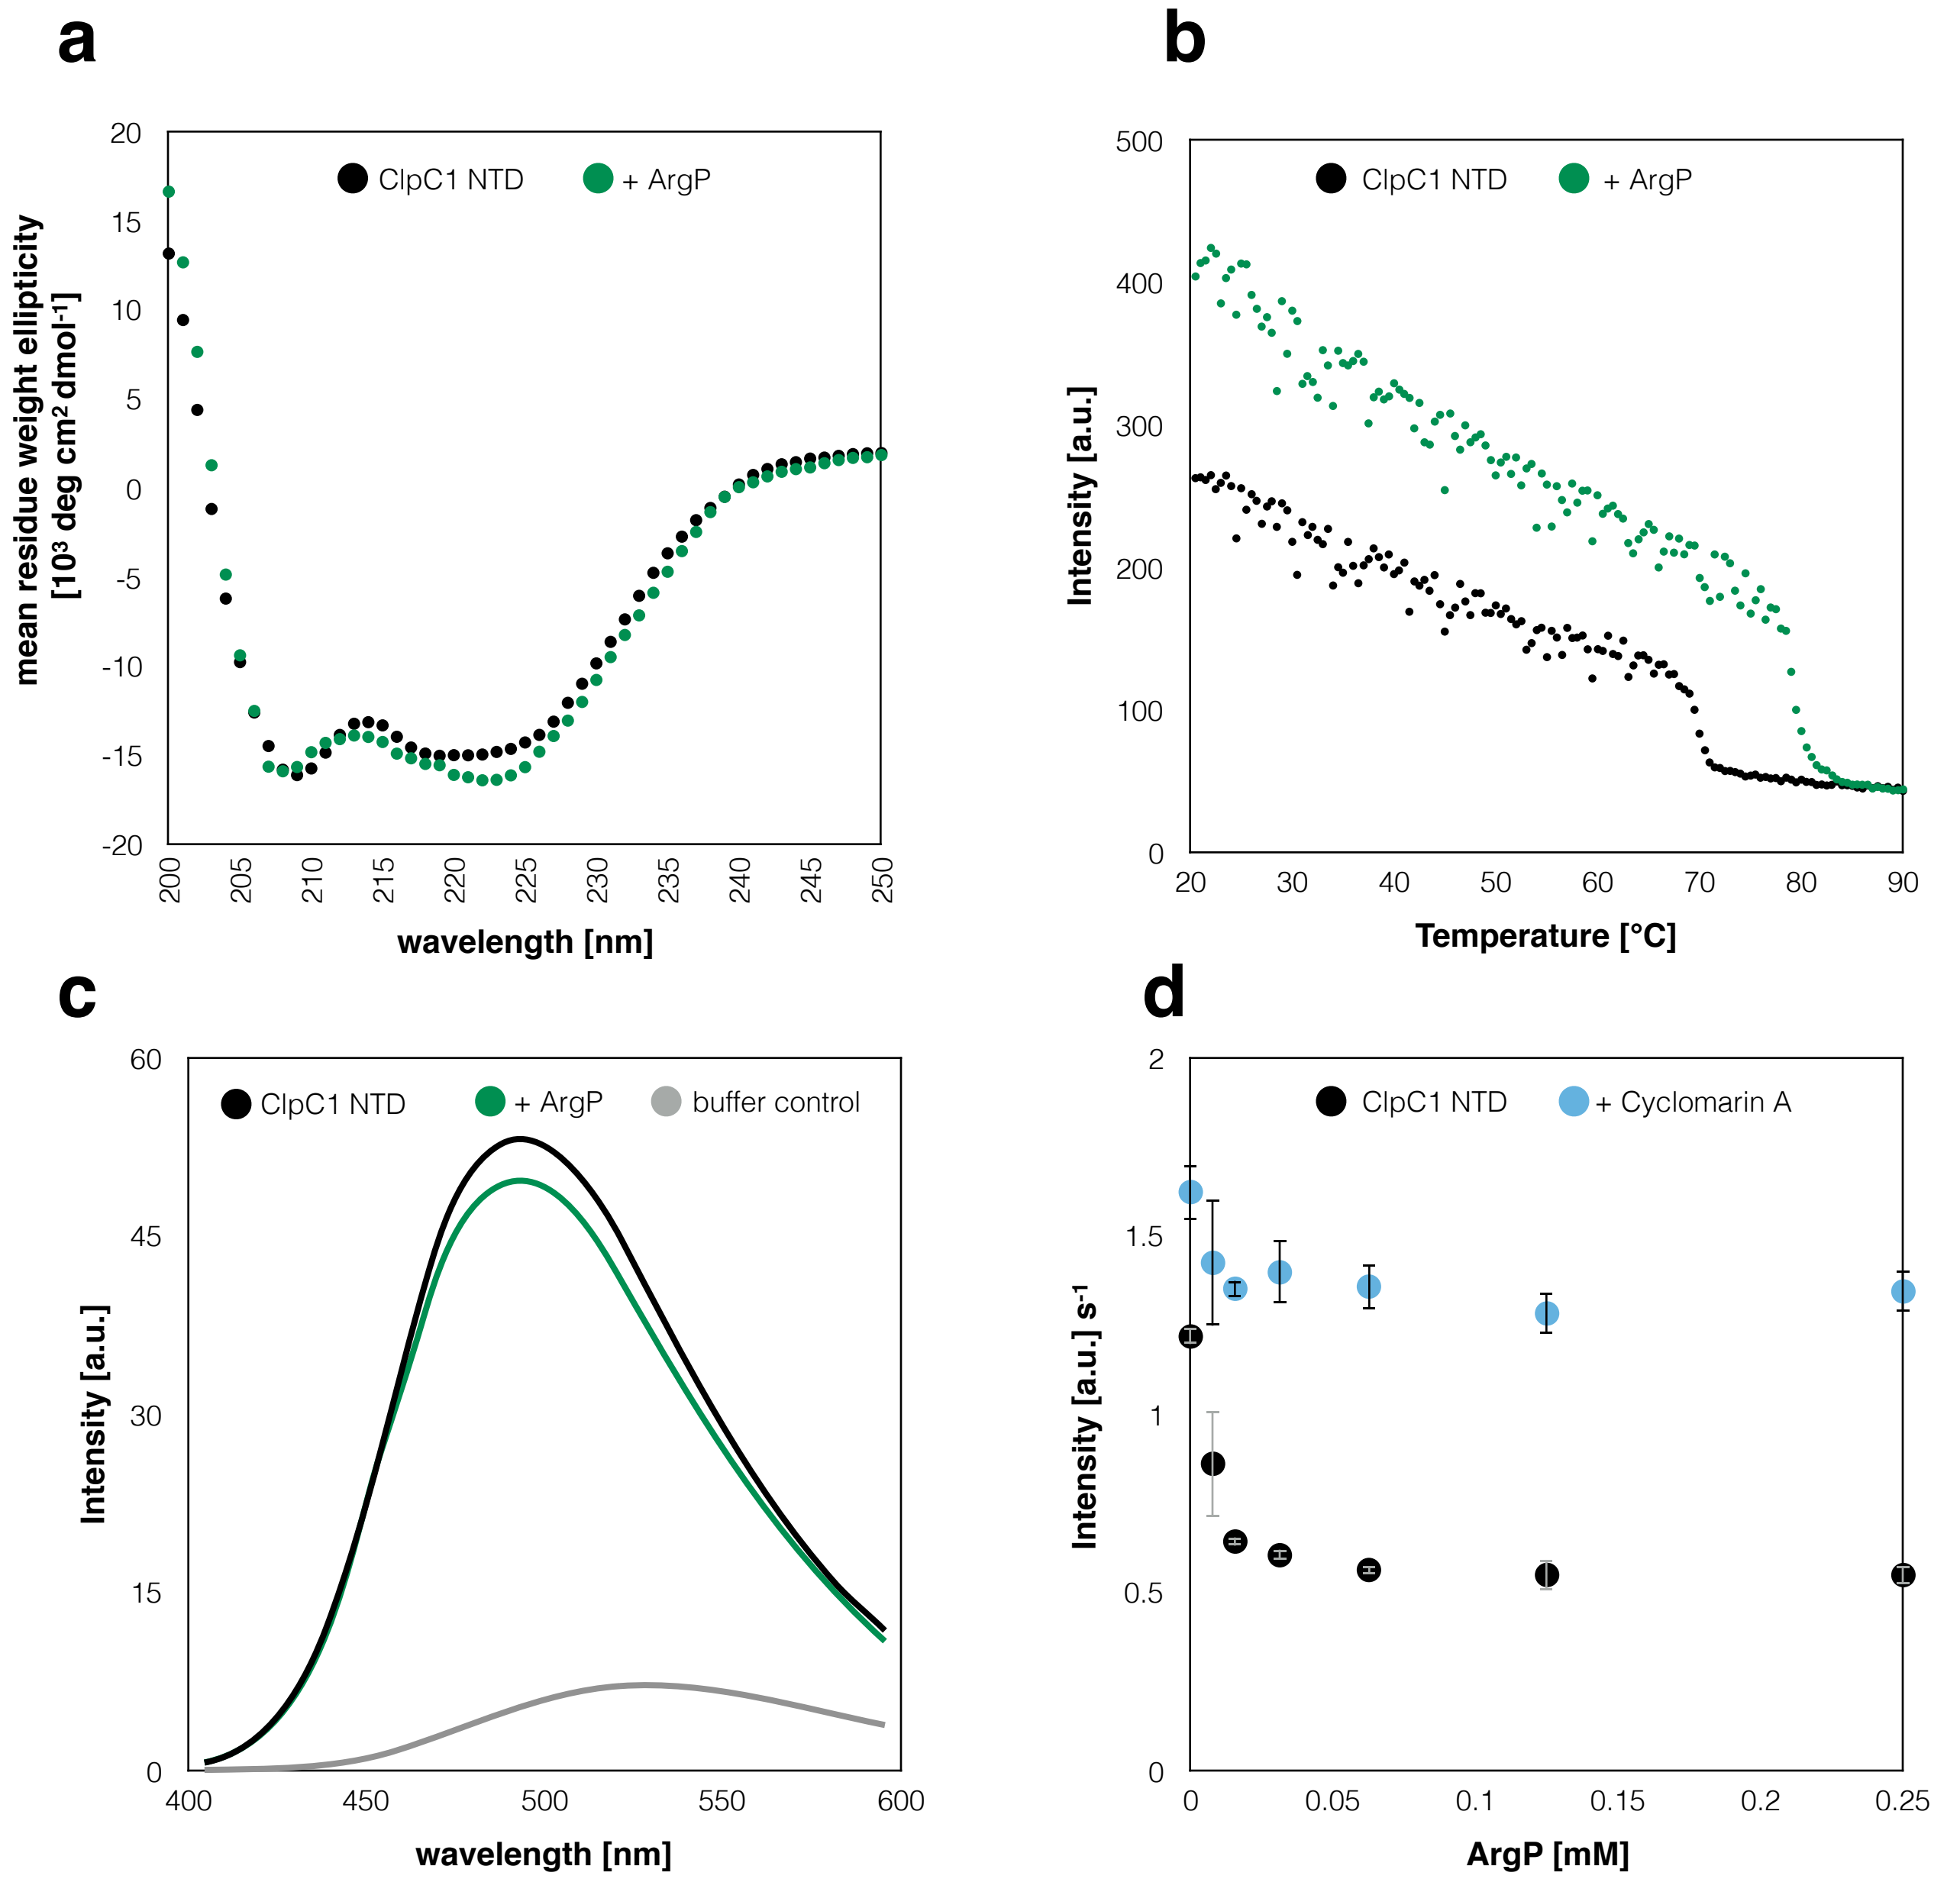 a
ClpC1 NTD
+ ArgP
mean residue weight ellipticity
[10³ deg cm² dmol⁻¹]
20
15
10
5
0
-5
-10
-15
-20
200
205
210
215
220
225
230
235
240
245
250
wavelength [nm]
b
ClpC1 NTD
+ ArgP
Intensity [a.u.]
500
400
300
200
100
0
20
30
40
50
60
70
80
90
Temperature [°C]
c
ClpC1 NTD
+ ArgP
buffer control
Intensity [a.u.]
60
45
30
15
0
400
450
500
550
600
wavelength [nm]
d
ClpC1 NTD
+ Cyclomarin A
Intensity [a.u.] s⁻¹
2
1.5
1
0.5
0
0
0.05
0.1
0.15
0.2
0.25
ArgP [mM]